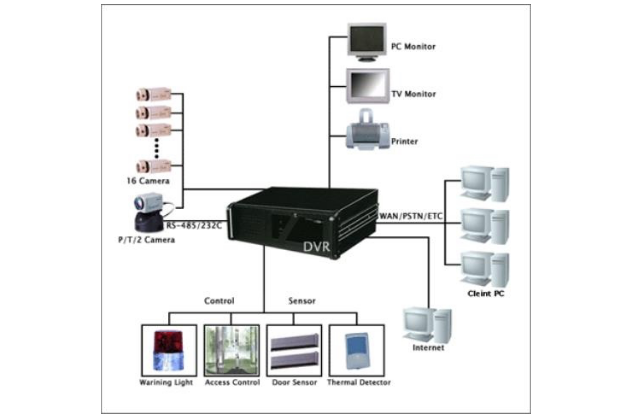 PC Monitor
TV Monitor
Printer
16 Camera
RS-485/232C
P/T/2 Camera
DVR
WAN/PSTN/ETC
Cleint PC
Internet
Control
Sensor
Warining Light
Access Control
Door Sensor
Thermal Detector